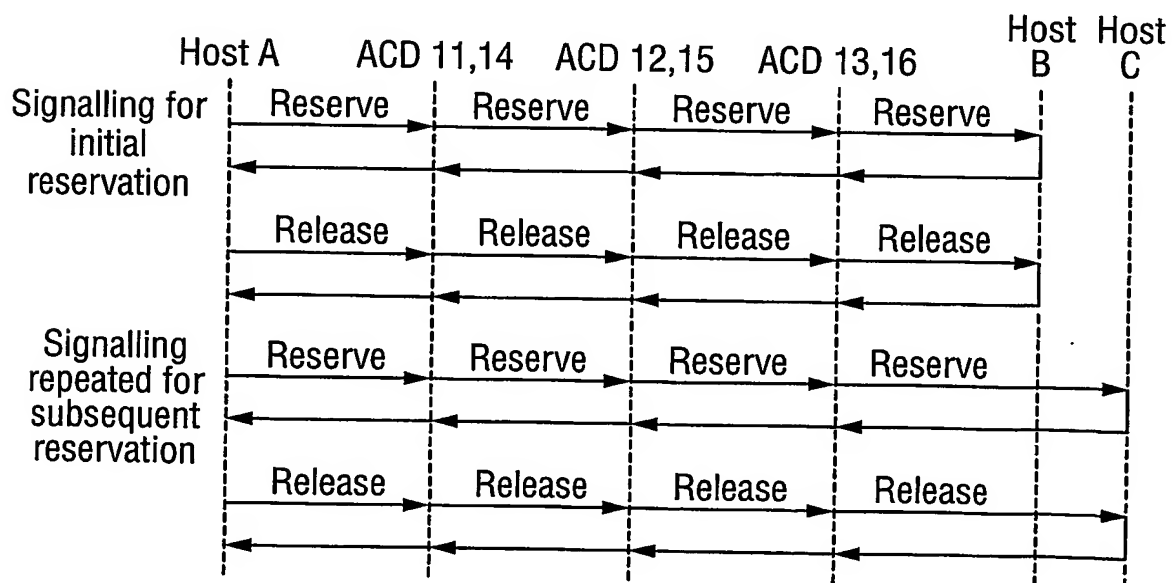 Host A ACD 11,14 ACD 12,15 ACD 13,16 Host B Host C
Signalling for initial reservation
Reserve Reserve Reserve Reserve
Release Release Release Release
Signalling repeated for subsequent reservation
Reserve Reserve Reserve Reserve
Release Release Release Release